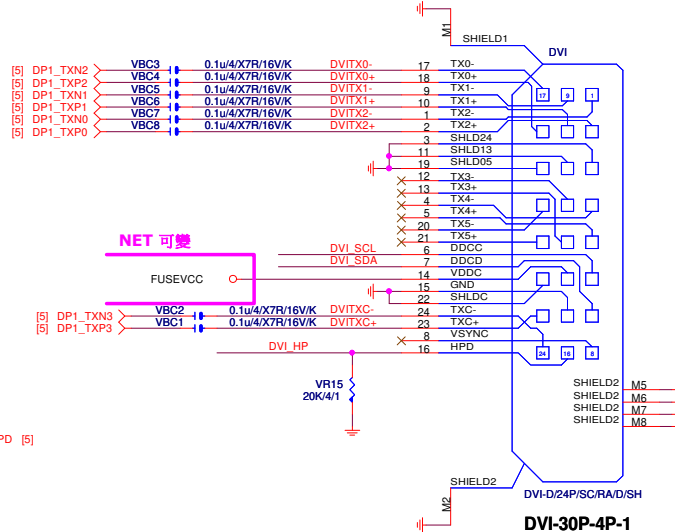 M1
SHIELD1
DVI
[5] DP1_TXN2 VBC3 0.1u/4/X7R/16V/K DVITX0- 17 TX0-
[5] DP1_TXP2 VBC4 0.1u/4/X7R/16V/K DVITX0+ 18 TX0+
[5] DP1_TXN1 VBC5 0.1u/4/X7R/16V/K DVITX1- 9 TX1-
[5] DP1_TXP1 VBC6 0.1u/4/X7R/16V/K DVITX1+ 10 TX1+
[5] DP1_TXN0 VBC7 0.1u/4/X7R/16V/K DVITX2- 1 TX2-
[5] DP1_TXP0 VBC8 0.1u/4/X7R/16V/K DVITX2+ 2 TX2+
17 9 1
3 SHLD24
11 SHLD13
19 SHLD05
12 TX3-
13 TX3+
4 TX4-
5 TX4+
20 TX5-
21 TX5+
NET 可變
DVI_SCL 6 DDCC
DVI_SDA 7 DDCD
FUSEVCC 14 VDDC
15 GND
22 SHLDC
[5] DP1_TXN3 VBC2 0.1u/4/X7R/16V/K DVITXC- 24 TXC-
[5] DP1_TXP3 VBC1 0.1u/4/X7R/16V/K DVITXC+ 23 TXC+
8 VSYNC
DVI_HP 16 HPD
24 16 8
VR15
20K/4/1
SHIELD2 M5
SHIELD2 M6
SHIELD2 M7
SHIELD2 M8
PD [5]
SHIELD2
M2
DVI-D/24P/SC/RA/D/SH
DVI-30P-4P-1